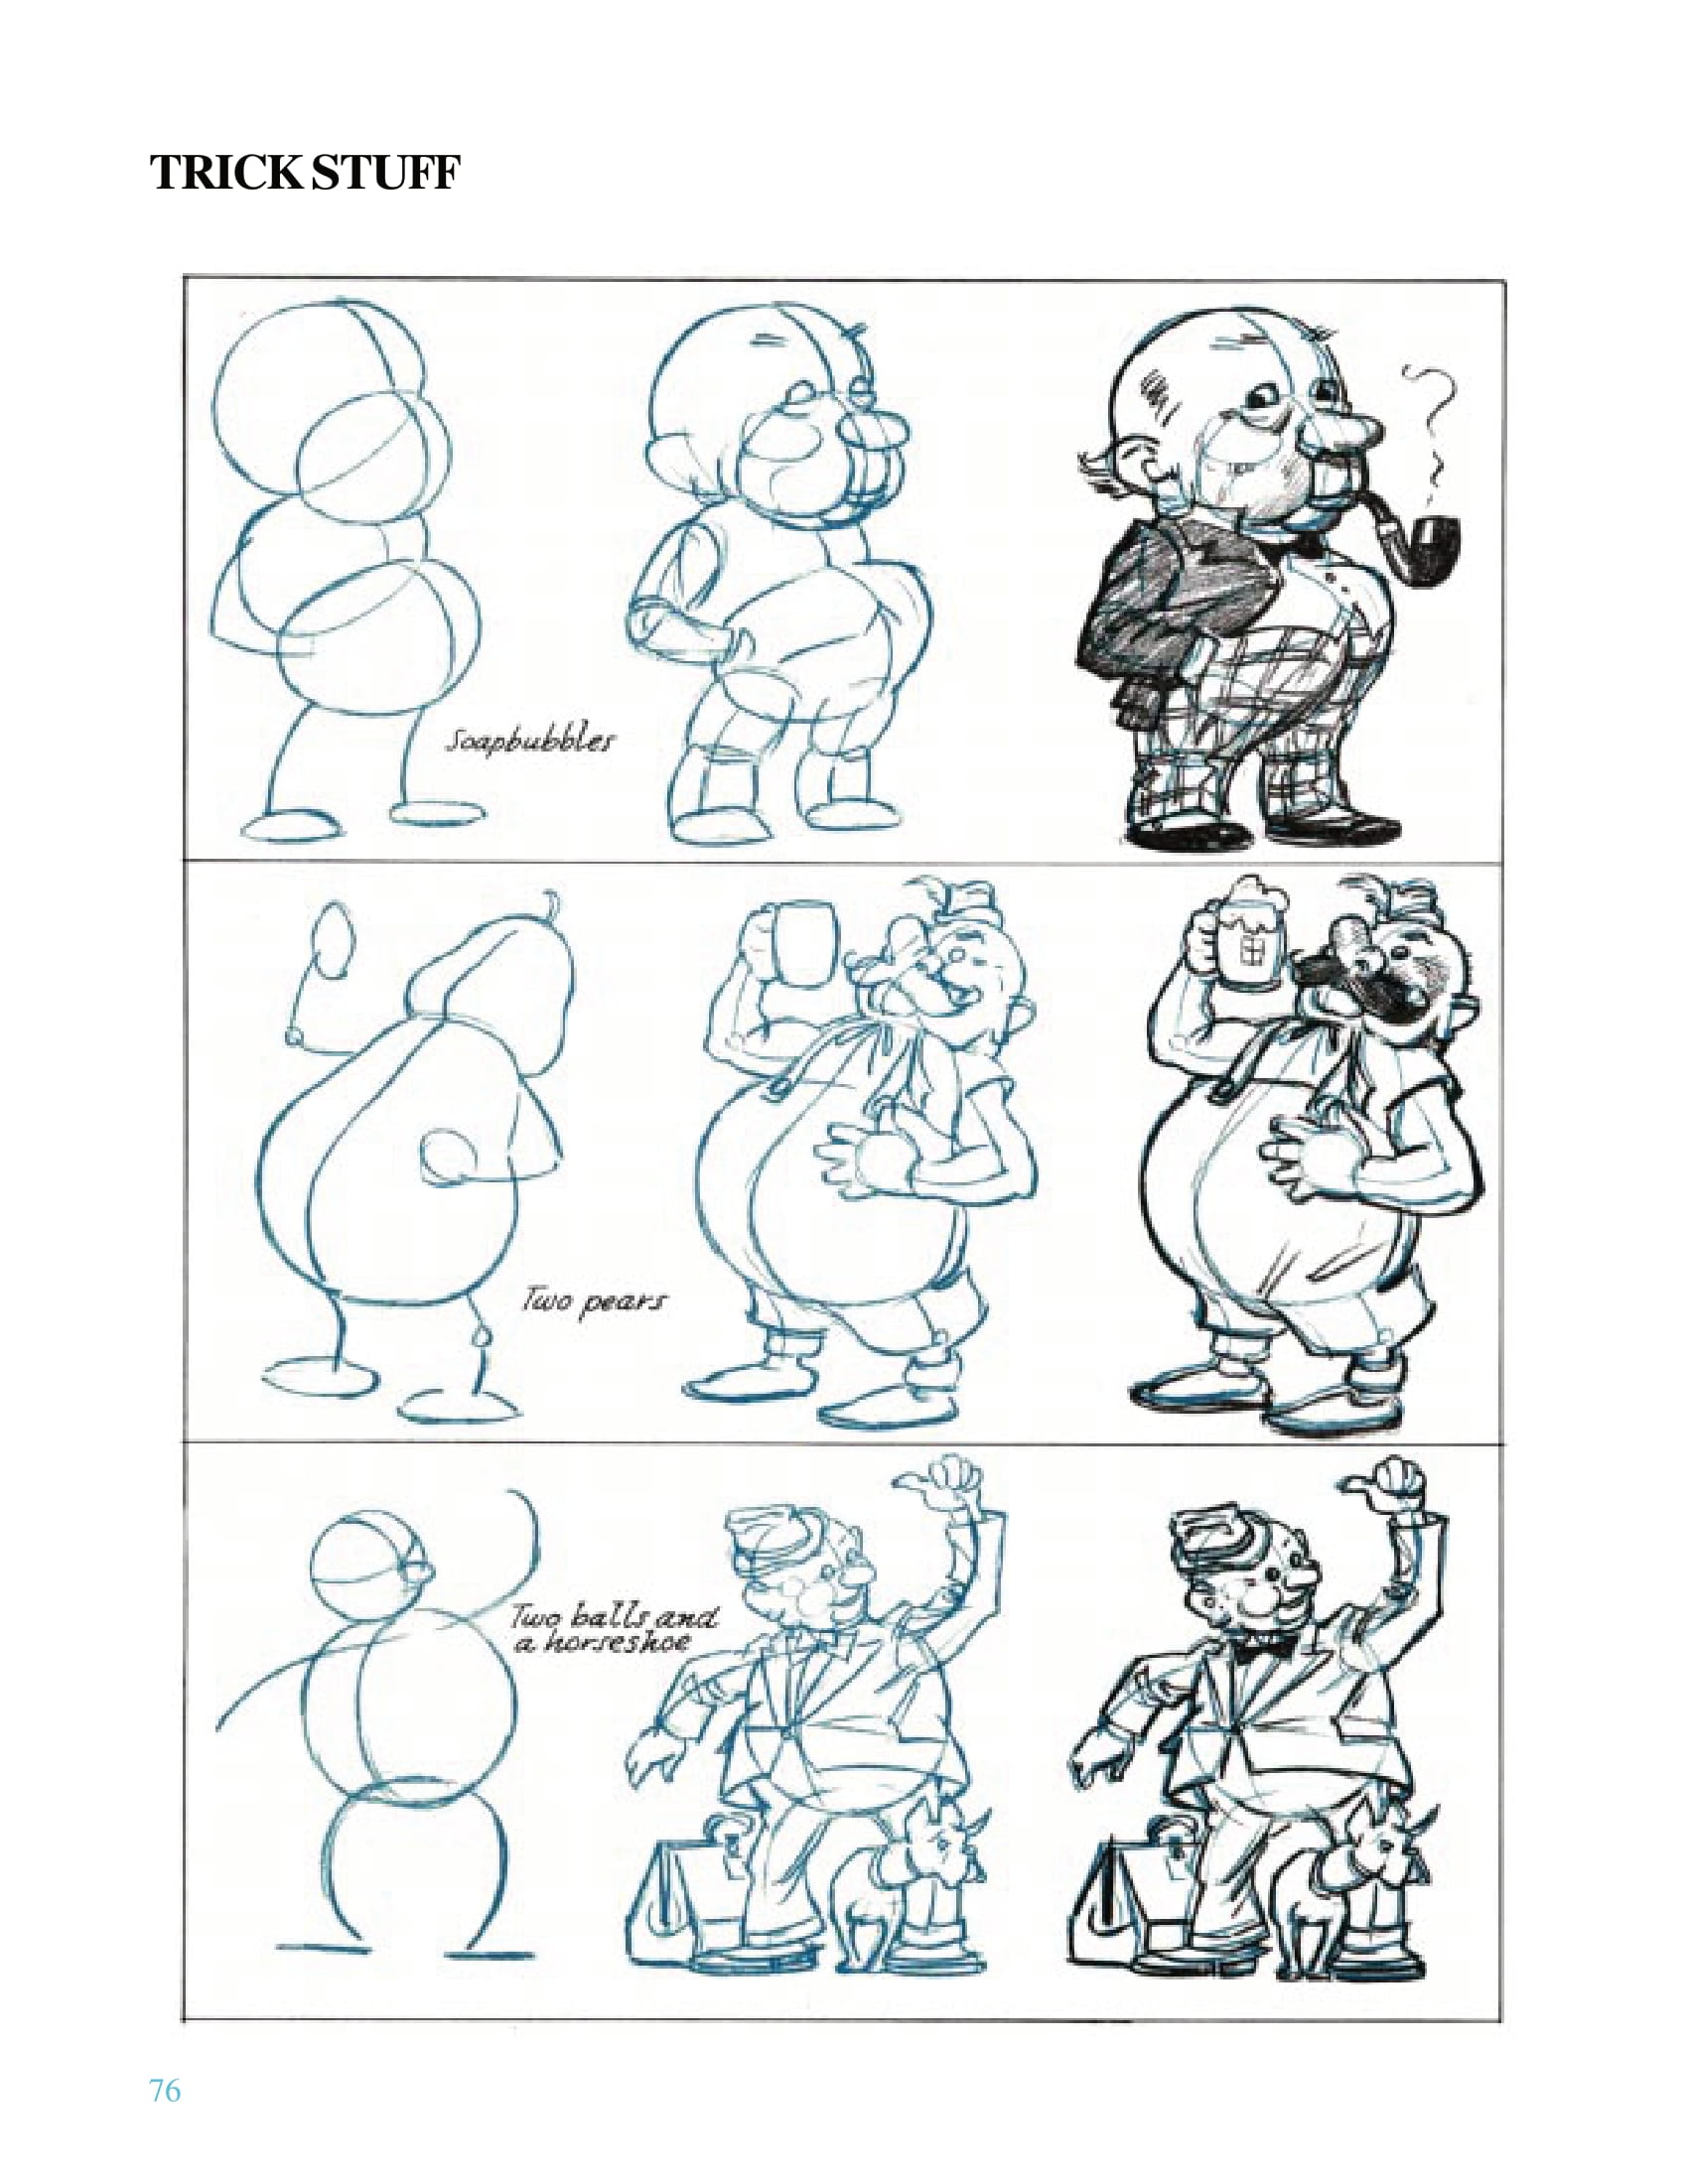 TRICK STUFF
Soapbubbles
Two pears
Two balls and
a horseshoe
76